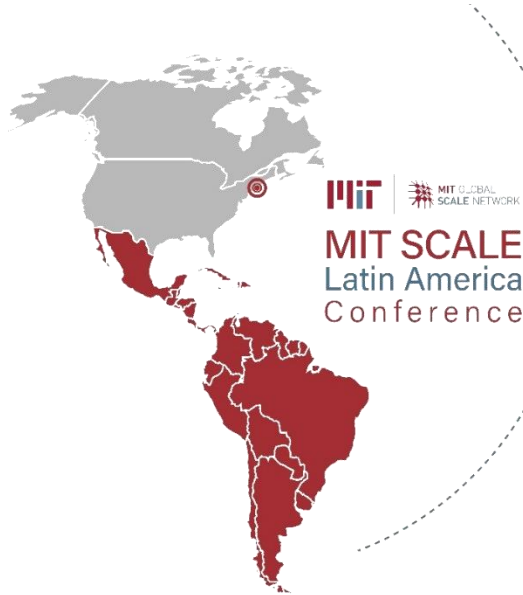 MIT
MIT GLOBAL
SCALE NETWORK
MIT SCALE
Latin America
Conference